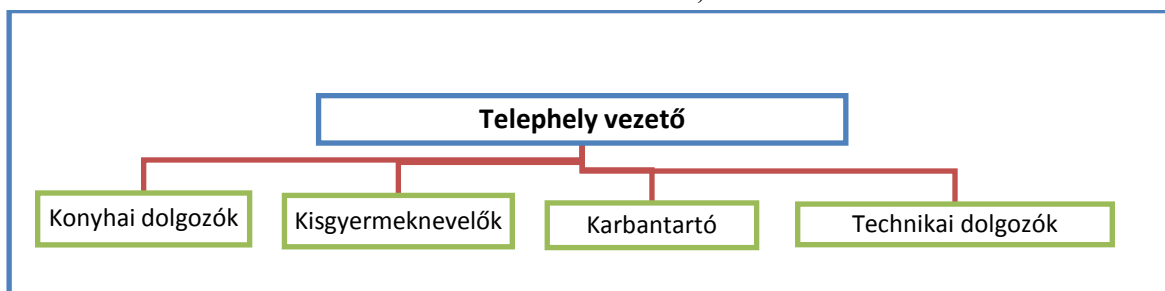 Telephely vezető
Konyhai dolgozók
Kisgyermeknevelők
Karbantartó
Technikai dolgozók